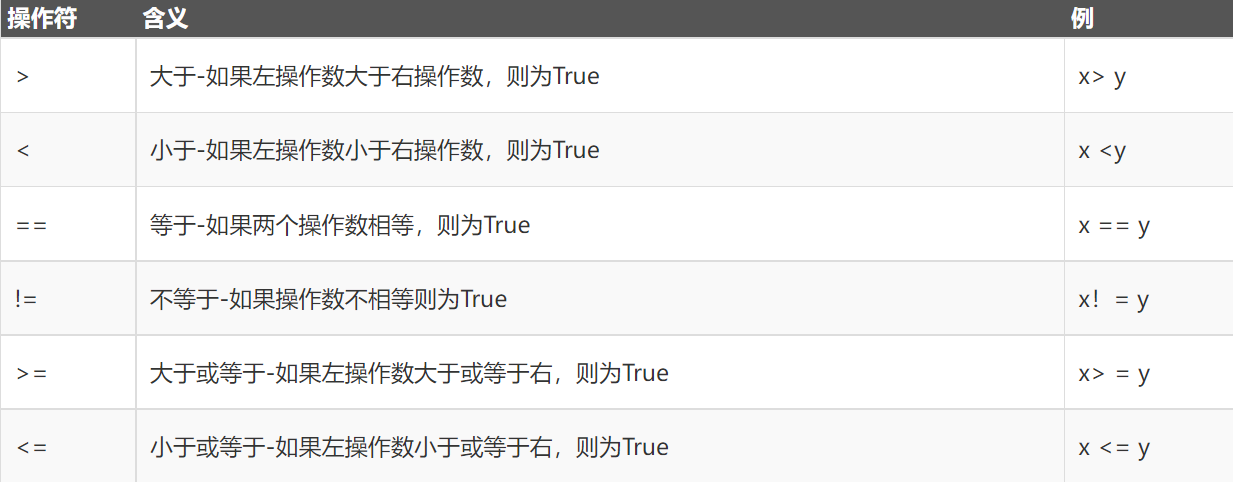 操作符 含义 例
> 大于-如果左操作数大于右操作数，则为True x> y
< 小于-如果左操作数小于右操作数，则为True x <y
== 等于-如果两个操作数相等，则为True x == y
!= 不等于-如果操作数不相等则为True x！= y
>= 大于或等于-如果左操作数大于或等于右，则为True x> = y
<= 小于或等于-如果左操作数小于或等于右，则为True x <= y